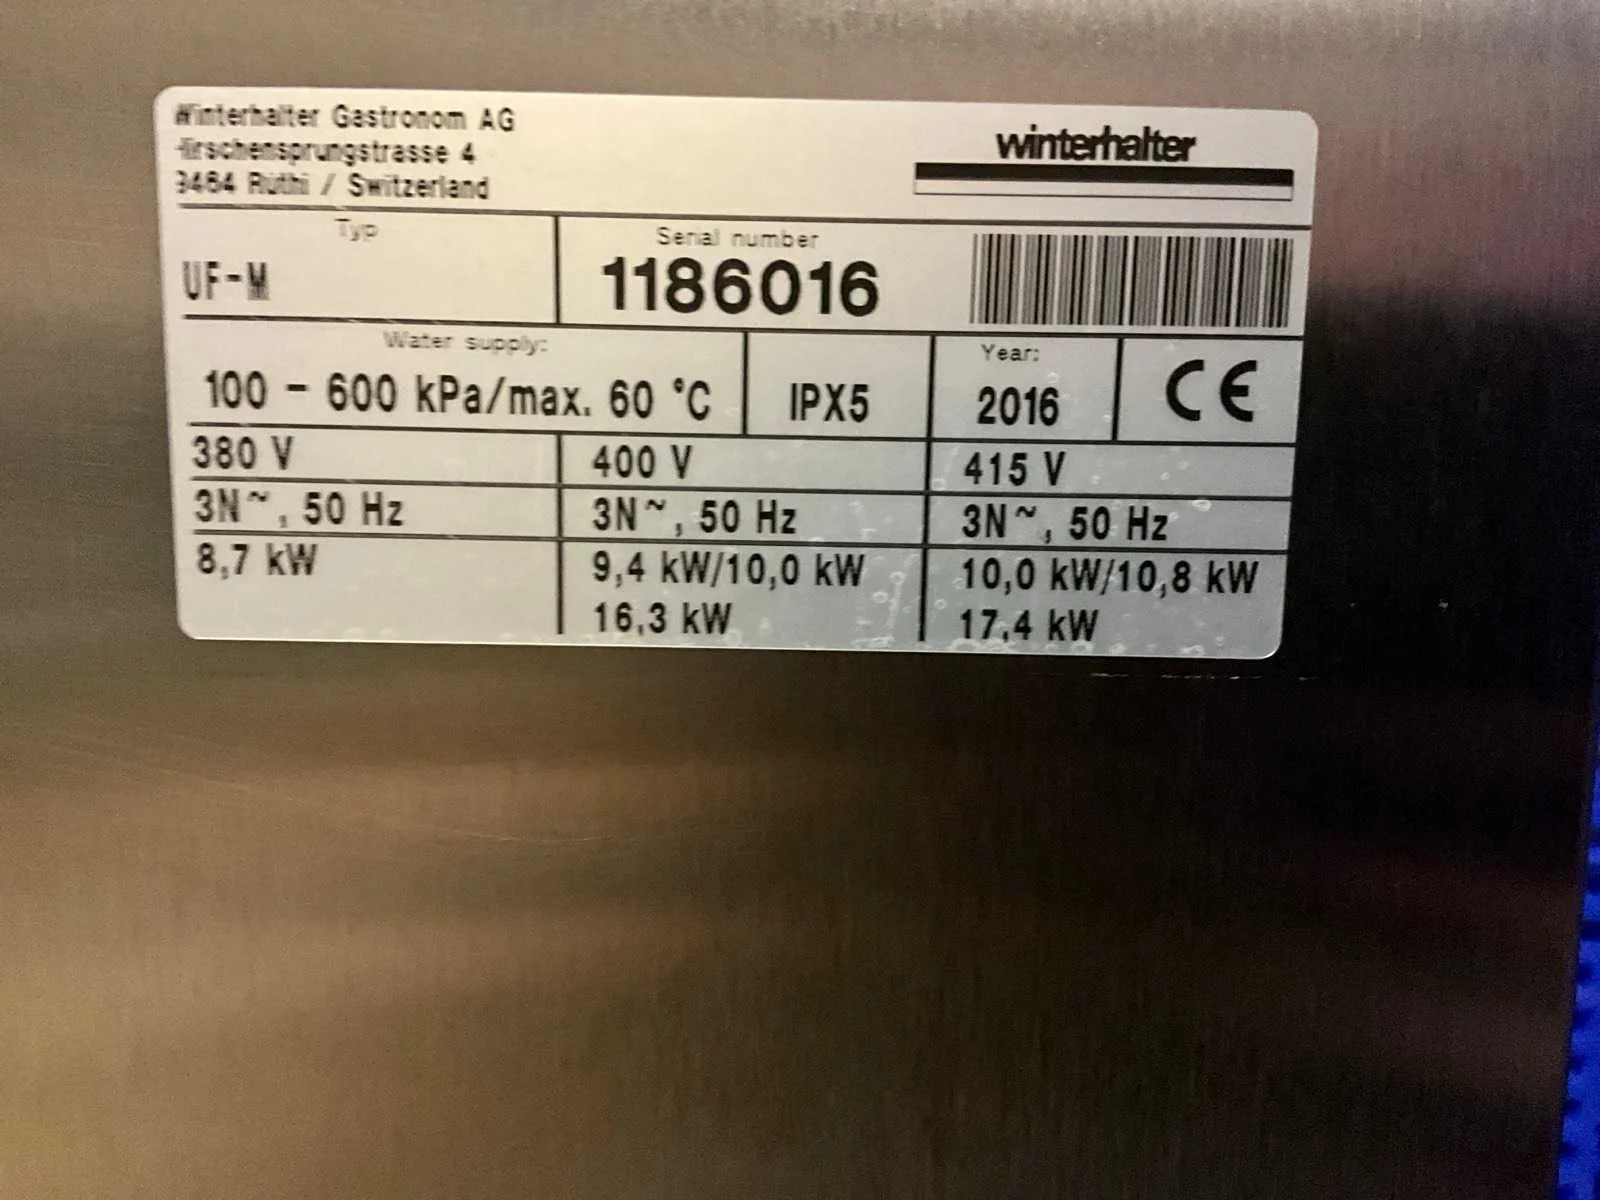 Winterhalter Gastronom AG
Hirschensprungstrasse 4
9464 Rüthi / Switzerland
winterhalter
Typ
UF-M
Serial number
1186016
Water supply:
100 - 600 kPa/max. 60 °C
IPX5
Year:
2016
CE
380 V
400 V
415 V
3N~, 50 Hz
3N~, 50 Hz
3N~, 50 Hz
8,7 kW
9,4 kW/10,0 kW
10,0 kW/10,8 kW
16,3 kW
17,4 kW